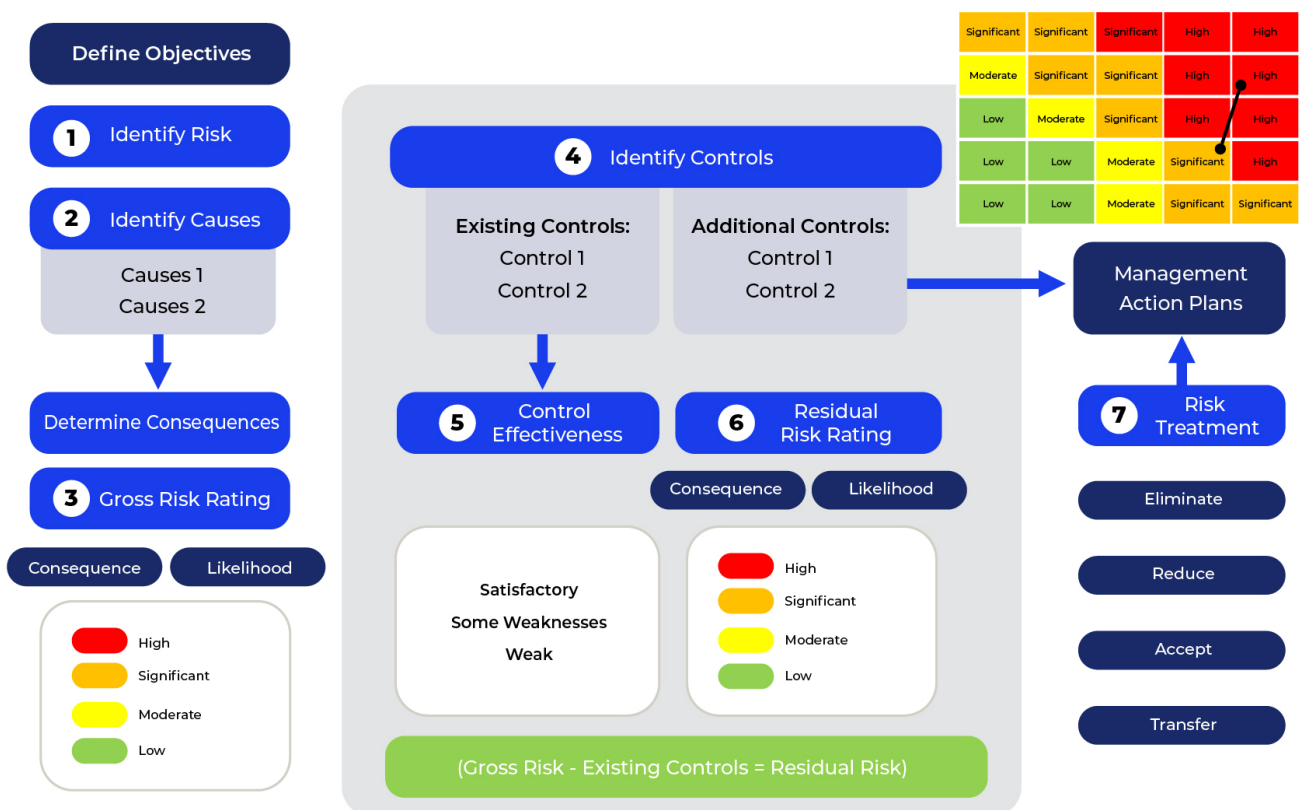 Define Objectives
1 Identify Risk
2 Identify Causes
Causes 1
Causes 2
Determine Consequences
3 Gross Risk Rating
Consequence
Likelihood
High
Significant
Moderate
Low
4 Identify Controls
Existing Controls:
Control 1
Control 2
Additional Controls:
Control 1
Control 2
5 Control
Effectiveness
Satisfactory
Some Weaknesses
Weak
6 Residual
Risk Rating
Consequence
Likelihood
High
Significant
Moderate
Low
(Gross Risk - Existing Controls = Residual Risk)
Significant Significant Significant High High
Moderate Significant Significant High High
Low Moderate Significant High High
Low Low Moderate Significant High
Low Low Moderate Significant Significant
Management
Action Plans
7 Risk
Treatment
Eliminate
Reduce
Accept
Transfer